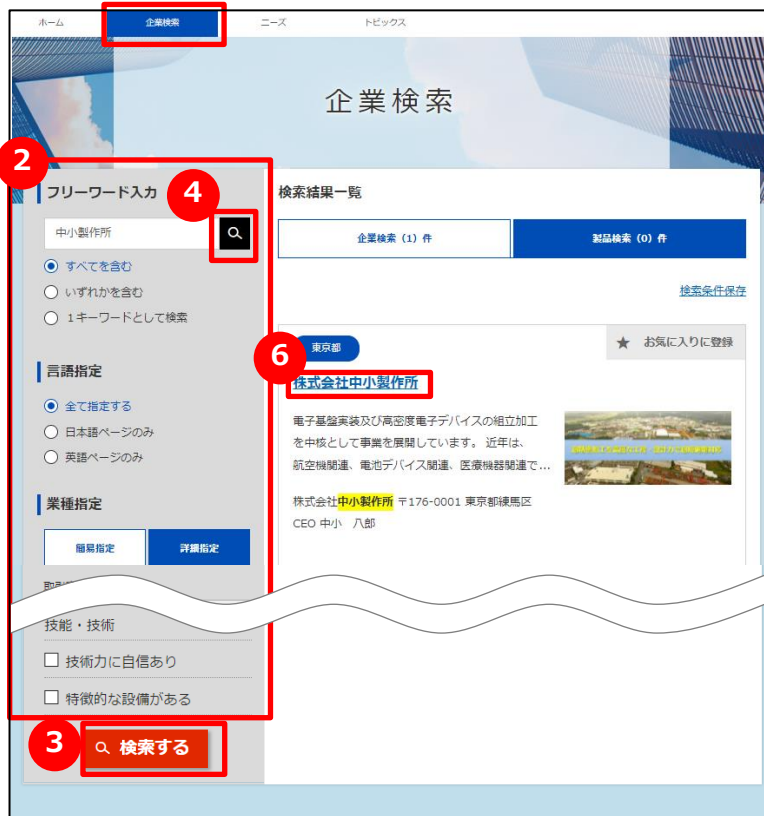 ホーム
企業検索
ニーズ
トピックス
企業検索
2
フリーワード入力
4
中小製作所
すべてを含む
いずれかを含む
1キーワードとして検索
言語指定
全て指定する
日本語ページのみ
英語ページのみ
業種指定
簡易指定
詳細指定
技能・技術
技術力に自信あり
特徴的な設備がある
3
検索する
検索結果一覧
企業検索（1）件
製品検索（0）件
検索条件保存
東京都
★ お気に入りに登録
6
株式会社中小製作所
電子基盤実装及び高密度電子デバイスの組立加工
を中核として事業を展開しています。 近年は、
航空機関連、電池デバイス関連、医療機器関連で...
株式会社中小製作所 〒176-0001 東京都練馬区
CEO 中小 八郎